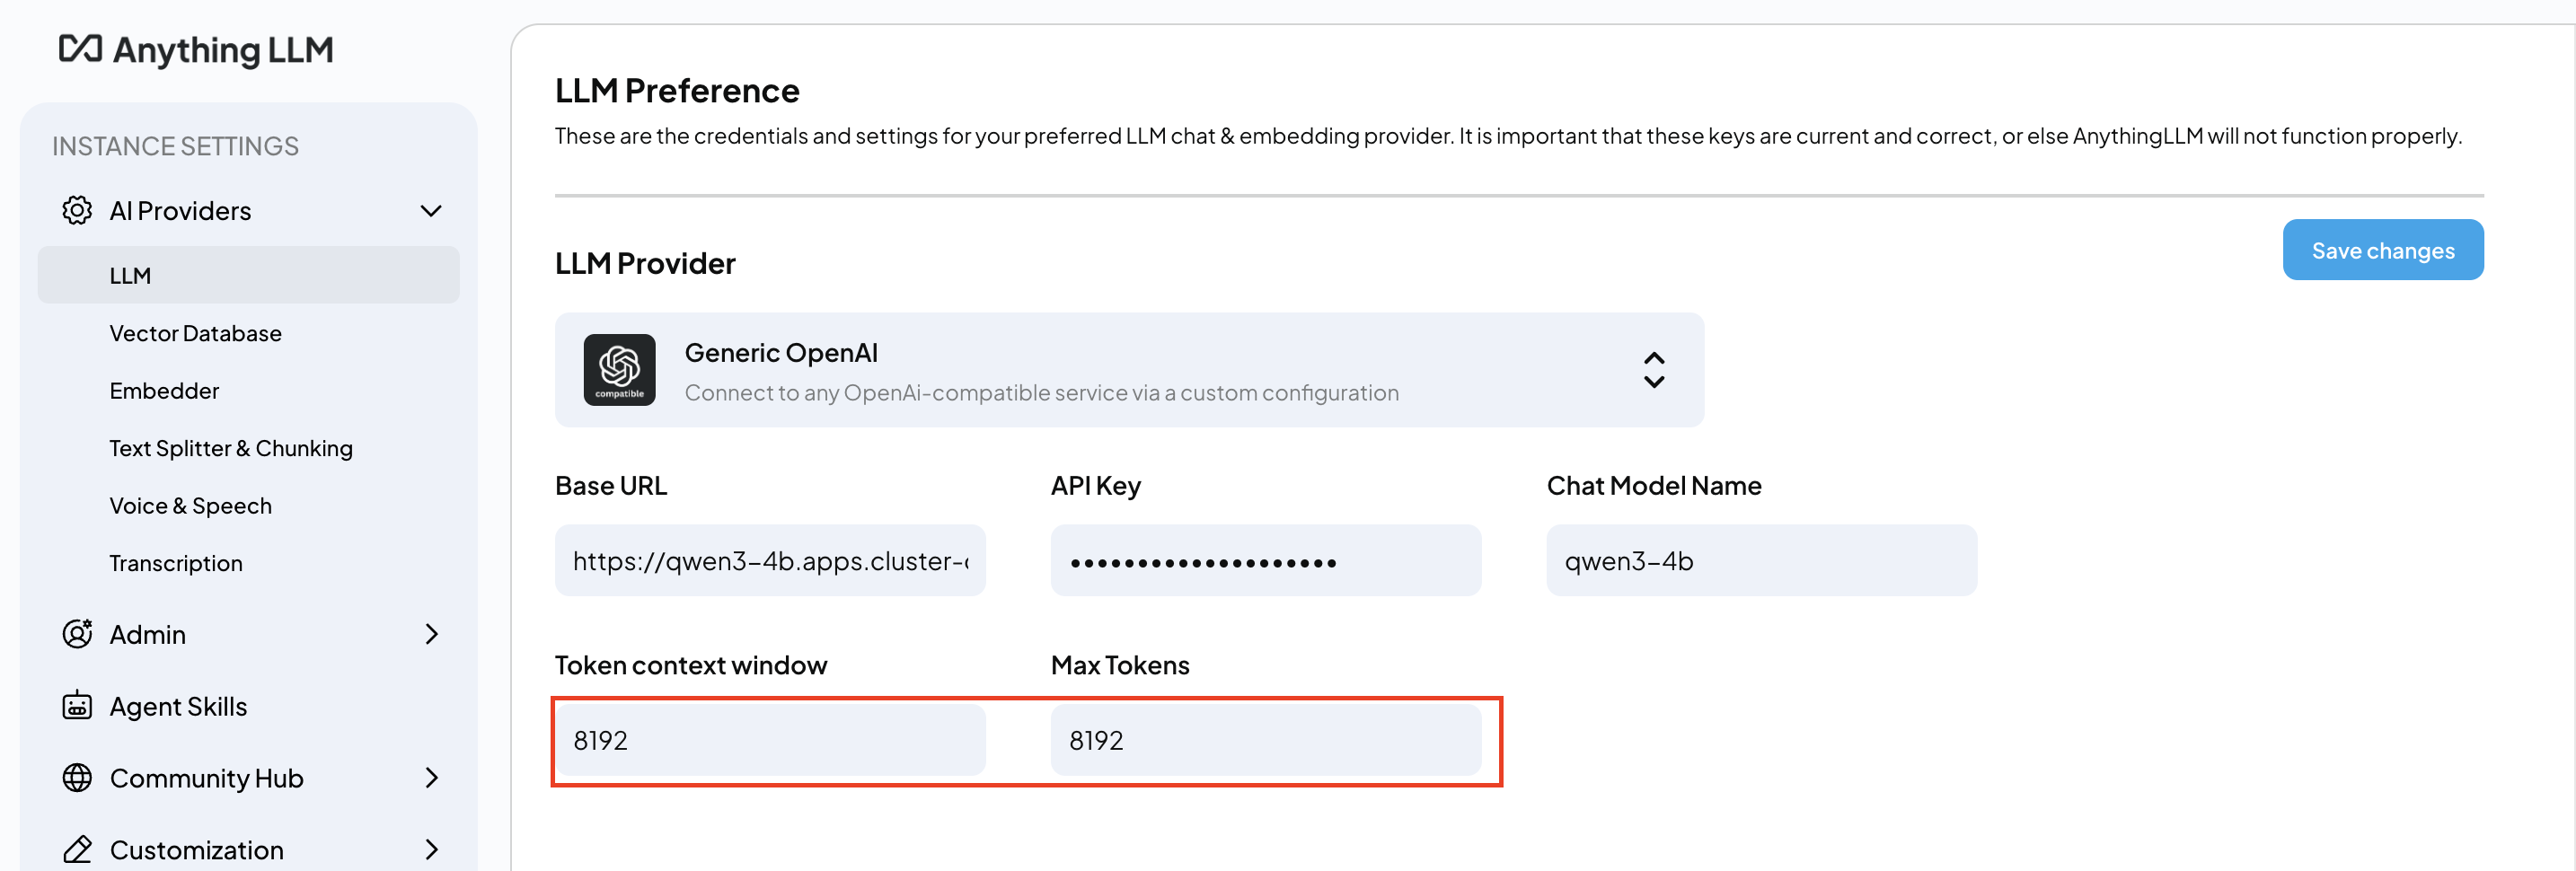 Anything LLM
INSTANCE SETTINGS
AI Providers
LLM
Vector Database
Embedder
Text Splitter & Chunking
Voice & Speech
Transcription
Admin
Agent Skills
Community Hub
Customization
LLM Preference
These are the credentials and settings for your preferred LLM chat & embedding provider. It is important that these keys are current and correct, or else AnythingLLM will not function properly.
Save changes
LLM Provider
compatible
Generic OpenAI
Connect to any OpenAi-compatible service via a custom configuration
Base URL
https://qwen3-4b.apps.cluster-
API Key
••••••••••••••••••••
Chat Model Name
qwen3-4b
Token context window
8192
Max Tokens
8192